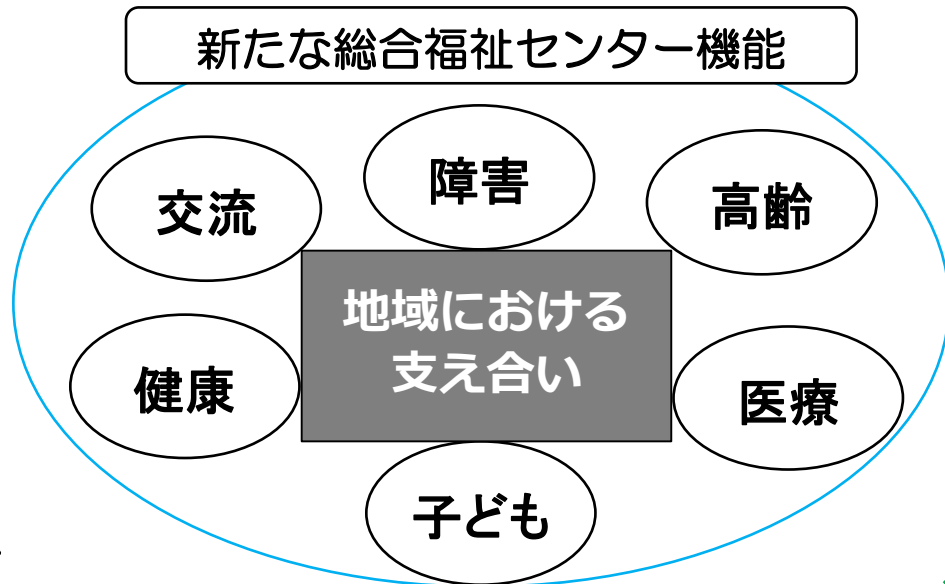 新たな総合福祉センター機能
障害
交流
高齢
地域における
支え合い
健康
医療
子ども